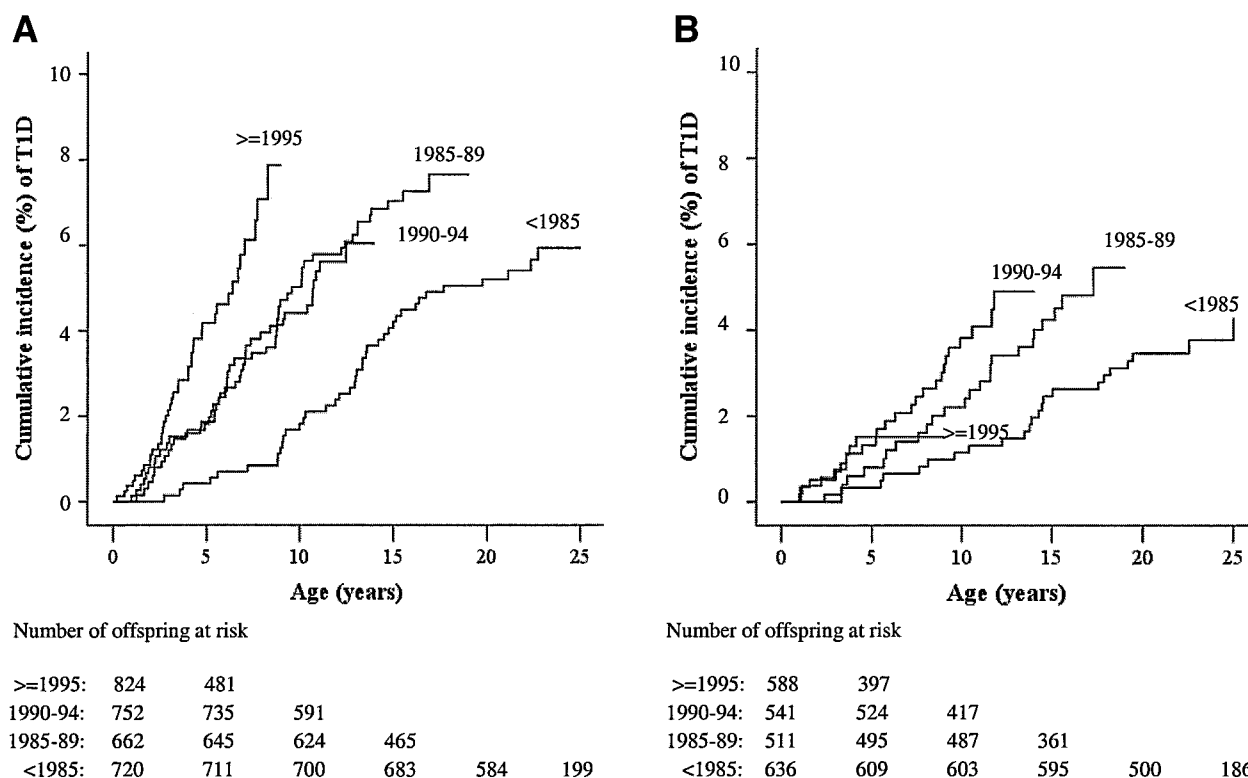 A
Cumulative incidence (%) of T1D
10
8
6
4
2
0
>=1995
1985-89
1990-94
<1985
0 5 10 15 20 25
Age (years)
Number of offspring at risk
>=1995: 824 481
1990-94: 752 735 591
1985-89: 662 645 624 465
<1985: 720 711 700 683 584 199
B
Cumulative incidence (%) of T1D
10
8
6
4
2
0
1985-89
1990-94
<1985
>=1995
0 5 10 15 20 25
Age (years)
Number of offspring at risk
>=1995: 588 397
1990-94: 541 524 417
1985-89: 511 495 487 361
<1985: 636 609 603 595 500 186